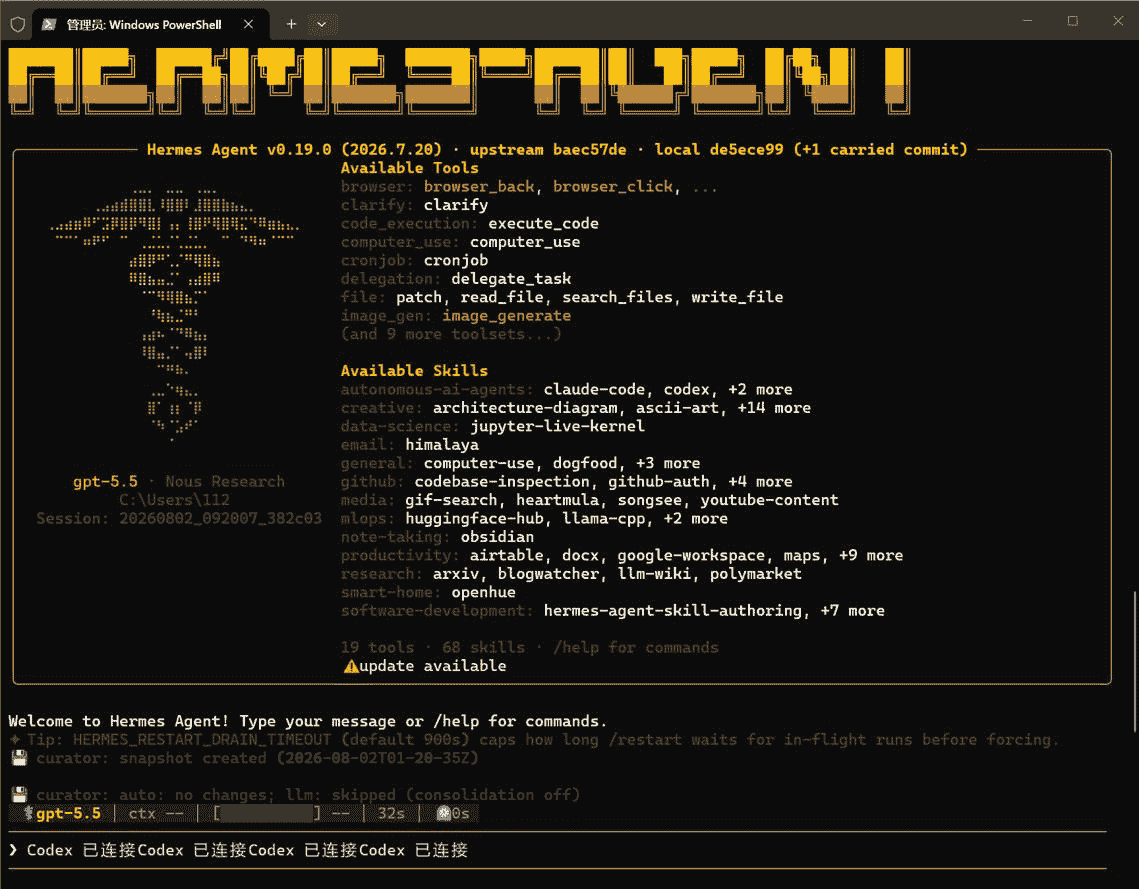 管理员: Windows PowerShell
HERMES-AGENT
Hermes Agent v0.19.0 (2026.7.20) · upstream baec57de · local de5ece99 (+1 carried commit)
Available Tools
browser: browser_back, browser_click, ...
clarify: clarify
code_execution: execute_code
computer_use: computer_use
cronjob: cronjob
delegation: delegate_task
file: patch, read_file, search_files, write_file
image_gen: image_generate
(and 9 more toolsets...)
Available Skills
autonomous-ai-agents: claude-code, codex, +2 more
creative: architecture-diagram, ascii-art, +14 more
data-science: jupyter-live-kernel
email: himalaya
general: computer-use, dogfood, +3 more
github: codebase-inspection, github-auth, +4 more
media: gif-search, heartmula, songsee, youtube-content
mlops: huggingface-hub, llama-cpp, +2 more
note-taking: obsidian
productivity: airtable, docx, google-workspace, maps, +9 more
research: arxiv, blogwatcher, llm-wiki, polymarket
smart-home: openhue
software-development: hermes-agent-skill-authoring, +7 more
19 tools · 68 skills · /help for commands
⚠update available
gpt-5.5 · Nous Research
C:\Users\112
Session: 20260802_092007_382c03
Welcome to Hermes Agent! Type your message or /help for commands.
✦ Tip: HERMES_RESTART_DRAIN_TIMEOUT (default 900s) caps how long /restart waits for in-flight runs before forcing.
💾 curator: snapshot created (2026-08-02T01-20-35Z)
💾 curator: auto: no changes; llm: skipped (consolidation off)
⚕gpt-5.5 │ ctx -- │ [ ] -- │ 32s │ ⏲0s
❯ Codex 已连接Codex 已连接Codex 已连接Codex 已连接